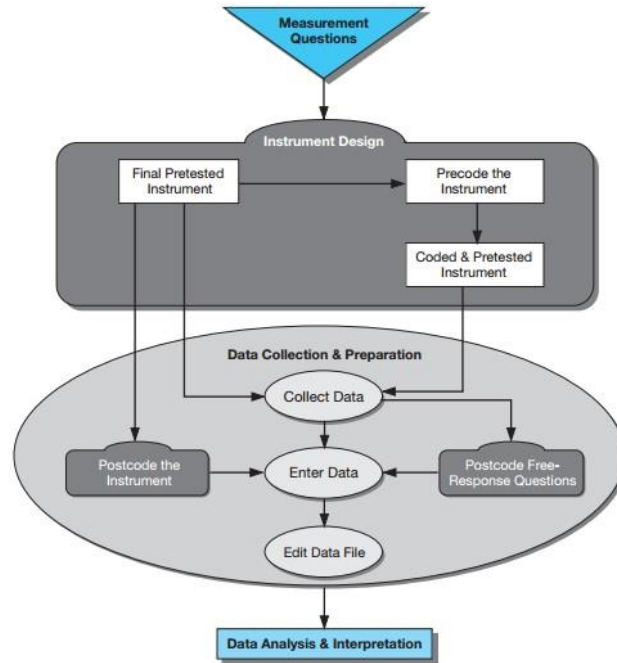 Measurement
Questions
Instrument Design
Final Pretested
Instrument
Precode the
Instrument
Coded & Pretested
Instrument
Data Collection & Preparation
Collect Data
Postcode the
Instrument
Enter Data
Postcode Free-
Response Questions
Edit Data File
Data Analysis & Interpretation